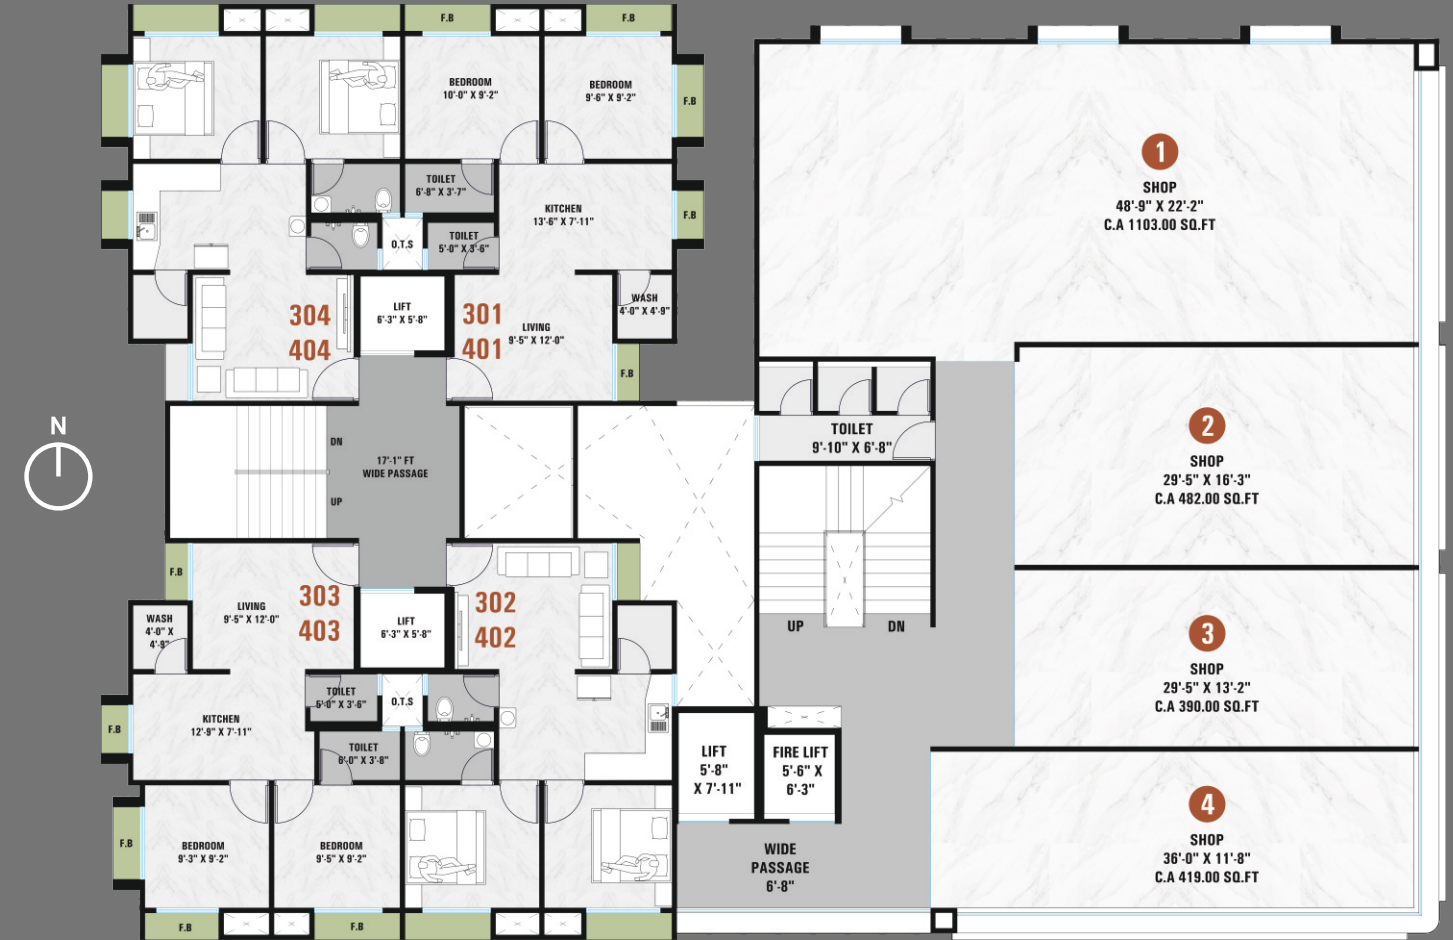 F.B
F.B
BEDROOM
10'-0" X 9'-2"
BEDROOM
9'-6" X 9'-2"
F.B
TOILET
6'-8" X 3'-7"
KITCHEN
13'-6" X 7'-11"
F.B
TOILET
5'-0" X 3'-6"
O.T.S
LIFT
6'-3" X 5'-8"
304
404
301
401
LIVING
9'-5" X 12'-0"
WASH
4'-0" X 4'-9"
F.B
N
DN
UP
17'-1" FT
WIDE PASSAGE
F.B
LIVING
9'-5" X 12'-0"
303
403
LIFT
6'-3" X 5'-8"
302
402
WASH
4'-0" X
4'-9"
TOILET
5'-0" X 3'-6"
O.T.S
KITCHEN
12'-9" X 7'-11"
F.B
TOILET
6'-0" X 3'-8"
F.B
BEDROOM
9'-3" X 9'-2"
BEDROOM
9'-5" X 9'-2"
F.B
F.B
1
SHOP
48'-9" X 22'-2"
C.A 1103.00 SQ.FT
TOILET
9'-10" X 6'-8"
2
SHOP
29'-5" X 16'-3"
C.A 482.00 SQ.FT
UP
DN
3
SHOP
29'-5" X 13'-2"
C.A 390.00 SQ.FT
LIFT
5'-8"
X 7'-11"
FIRE LIFT
5'-6" X
6'-3"
WIDE
PASSAGE
6'-8"
4
SHOP
36'-0" X 11'-8"
C.A 419.00 SQ.FT